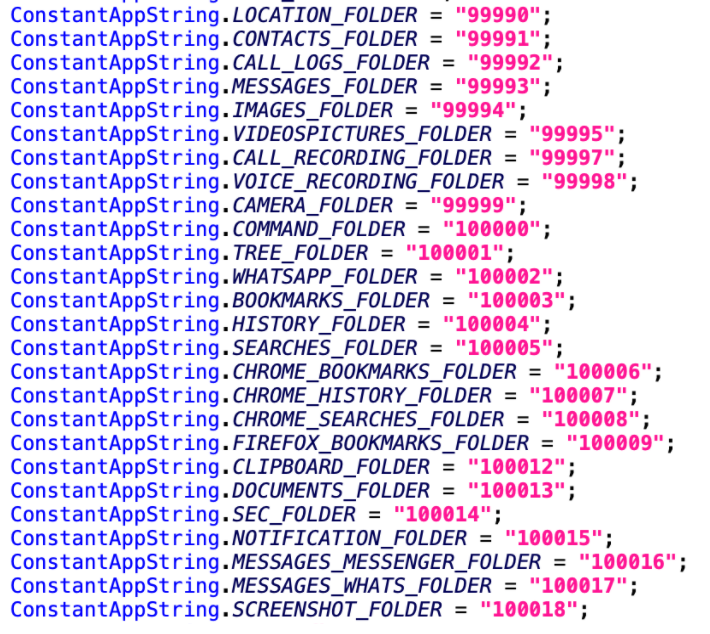 ConstantAppString.LOCATION_FOLDER = "99990";
ConstantAppString.CONTACTS_FOLDER = "99991";
ConstantAppString.CALL_LOGS_FOLDER = "99992";
ConstantAppString.MESSAGES_FOLDER = "99993";
ConstantAppString.IMAGES_FOLDER = "99994";
ConstantAppString.VIDEOSPICTURES_FOLDER = "99995";
ConstantAppString.CALL_RECORDING_FOLDER = "99997";
ConstantAppString.VOICE_RECORDING_FOLDER = "99998";
ConstantAppString.CAMERA_FOLDER = "99999";
ConstantAppString.COMMAND_FOLDER = "100000";
ConstantAppString.TREE_FOLDER = "100001";
ConstantAppString.WHATSAPP_FOLDER = "100002";
ConstantAppString.BOOKMARKS_FOLDER = "100003";
ConstantAppString.HISTORY_FOLDER = "100004";
ConstantAppString.SEARCHES_FOLDER = "100005";
ConstantAppString.CHROME_BOOKMARKS_FOLDER = "100006";
ConstantAppString.CHROME_HISTORY_FOLDER = "100007";
ConstantAppString.CHROME_SEARCHES_FOLDER = "100008";
ConstantAppString.FIREFOX_BOOKMARKS_FOLDER = "100009";
ConstantAppString.CLIPBOARD_FOLDER = "100012";
ConstantAppString.DOCUMENTS_FOLDER = "100013";
ConstantAppString.SEC_FOLDER = "100014";
ConstantAppString.NOTIFICATION_FOLDER = "100015";
ConstantAppString.MESSAGES_MESSENGER_FOLDER = "100016";
ConstantAppString.MESSAGES_WHATS_FOLDER = "100017";
ConstantAppString.SCREENSHOT_FOLDER = "100018";